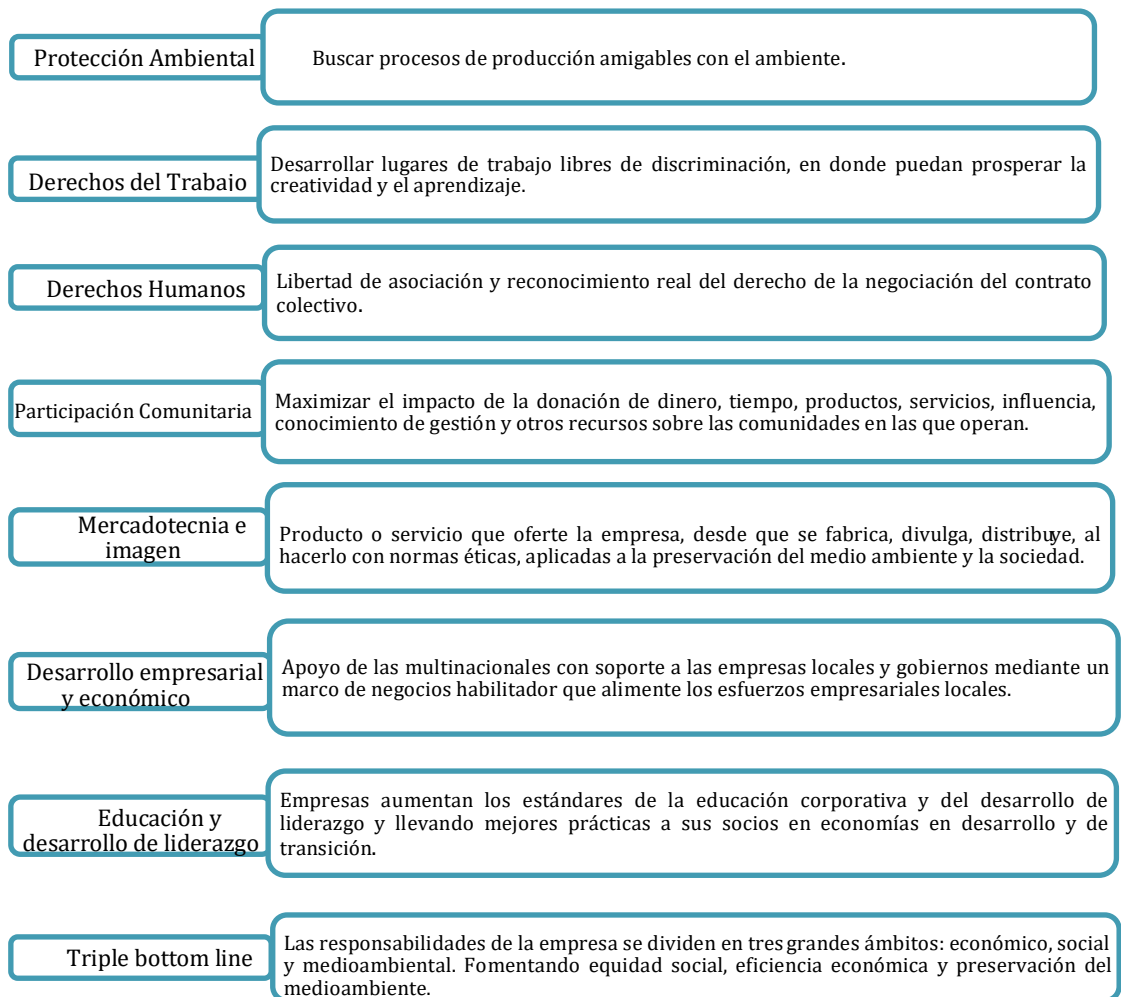 Protección Ambiental
Buscar procesos de producción amigables con el ambiente.
Derechos del Trabajo
Desarrollar lugares de trabajo libres de discriminación, en donde puedan prosperar la
creatividad y el aprendizaje.
Derechos Humanos
Libertad de asociación y reconocimiento real del derecho de la negociación del contrato
colectivo.
Participación Comunitaria
Maximizar el impacto de la donación de dinero, tiempo, productos, servicios, influencia,
conocimiento de gestión y otros recursos sobre las comunidades en las que operan.
Mercadotecnia e
imagen
Producto o servicio que oferte la empresa, desde que se fabrica, divulga, distribuye, al
hacerlo con normas éticas, aplicadas a la preservación del medio ambiente y la sociedad.
Desarrollo empresarial
y económico
Apoyo de las multinacionales con soporte a las empresas locales y gobiernos mediante un
marco de negocios habilitador que alimente los esfuerzos empresariales locales.
Educación y
desarrollo de liderazgo
Empresas aumentan los estándares de la educación corporativa y del desarrollo de
liderazgo y llevando mejores prácticas a sus socios en economías en desarrollo y de
transición.
Triple bottom line
Las responsabilidades de la empresa se dividen en tres grandes ámbitos: económico, social
y medioambiental. Fomentando equidad social, eficiencia económica y preservación del
medioambiente.